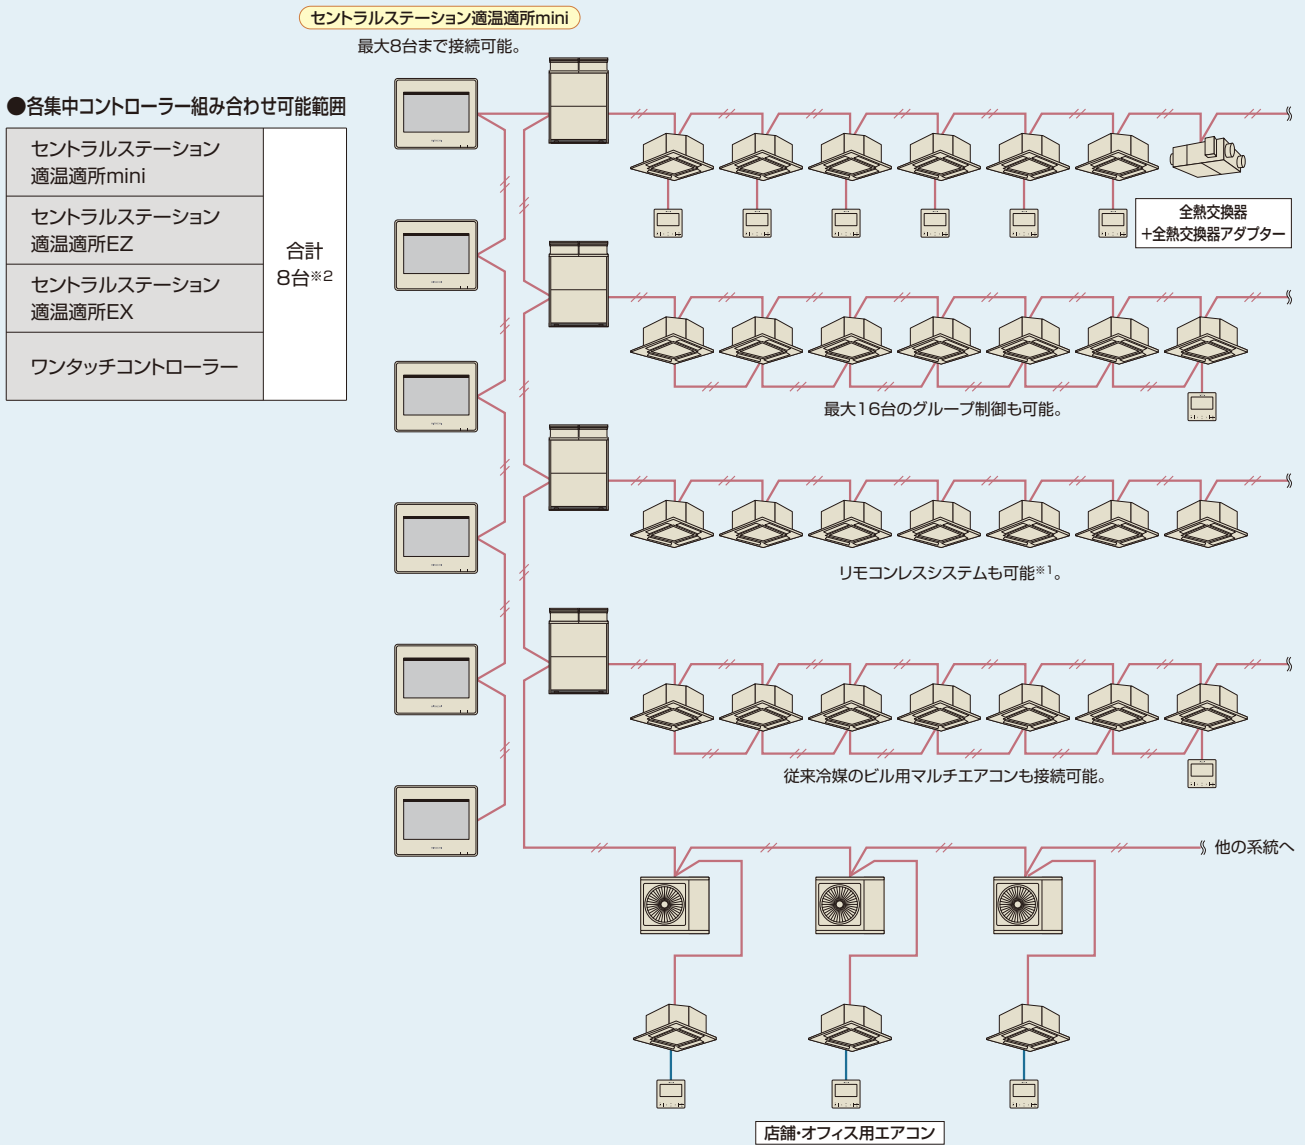 セントラルステーション適温適所mini
最大8台まで接続可能。
●各集中コントローラー組み合わせ可能範囲
セントラルステーション
適温適所mini
セントラルステーション
適温適所EZ
セントラルステーション
適温適所EX
ワンタッチコントローラー
合計
8台※2
全熱交換器
+全熱交換器アダプター
最大16台のグループ制御も可能。
リモコンレスシステムも可能※1。
従来冷媒のビル用マルチエアコンも接続可能。
他の系統へ
店舗・オフィス用エアコン